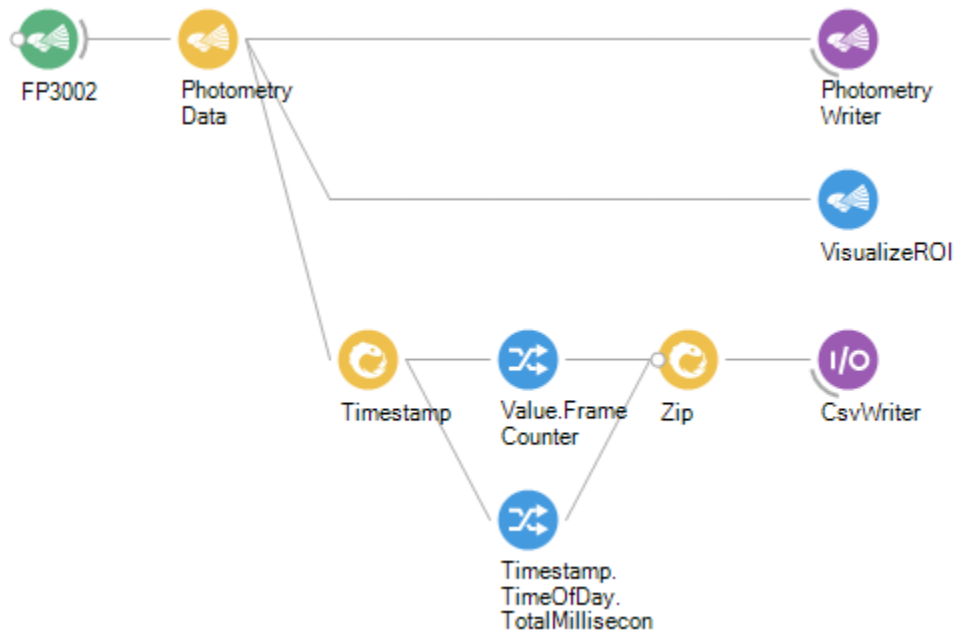 FP3002
Photometry
Data
Photometry
Writer
VisualizeROI
Timestamp
Value.Frame
Counter
Zip
I/O
CsvWriter
Timestamp.
TimeOfDay.
TotalMillisecon